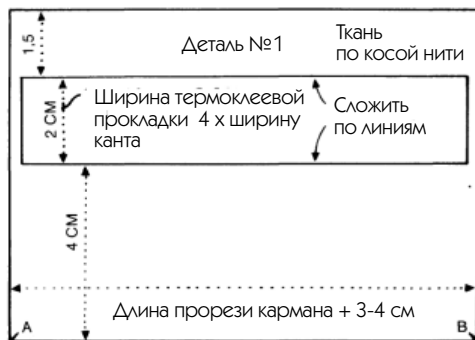 1,5
Деталь №1
Ткань
по косой нити
2 СМ
Ширина термоклеевой
прокладки 4 х ширину
канта
Сложить
по линиям
4 СМ
Длина прорези кармана + 3-4 см
А
В